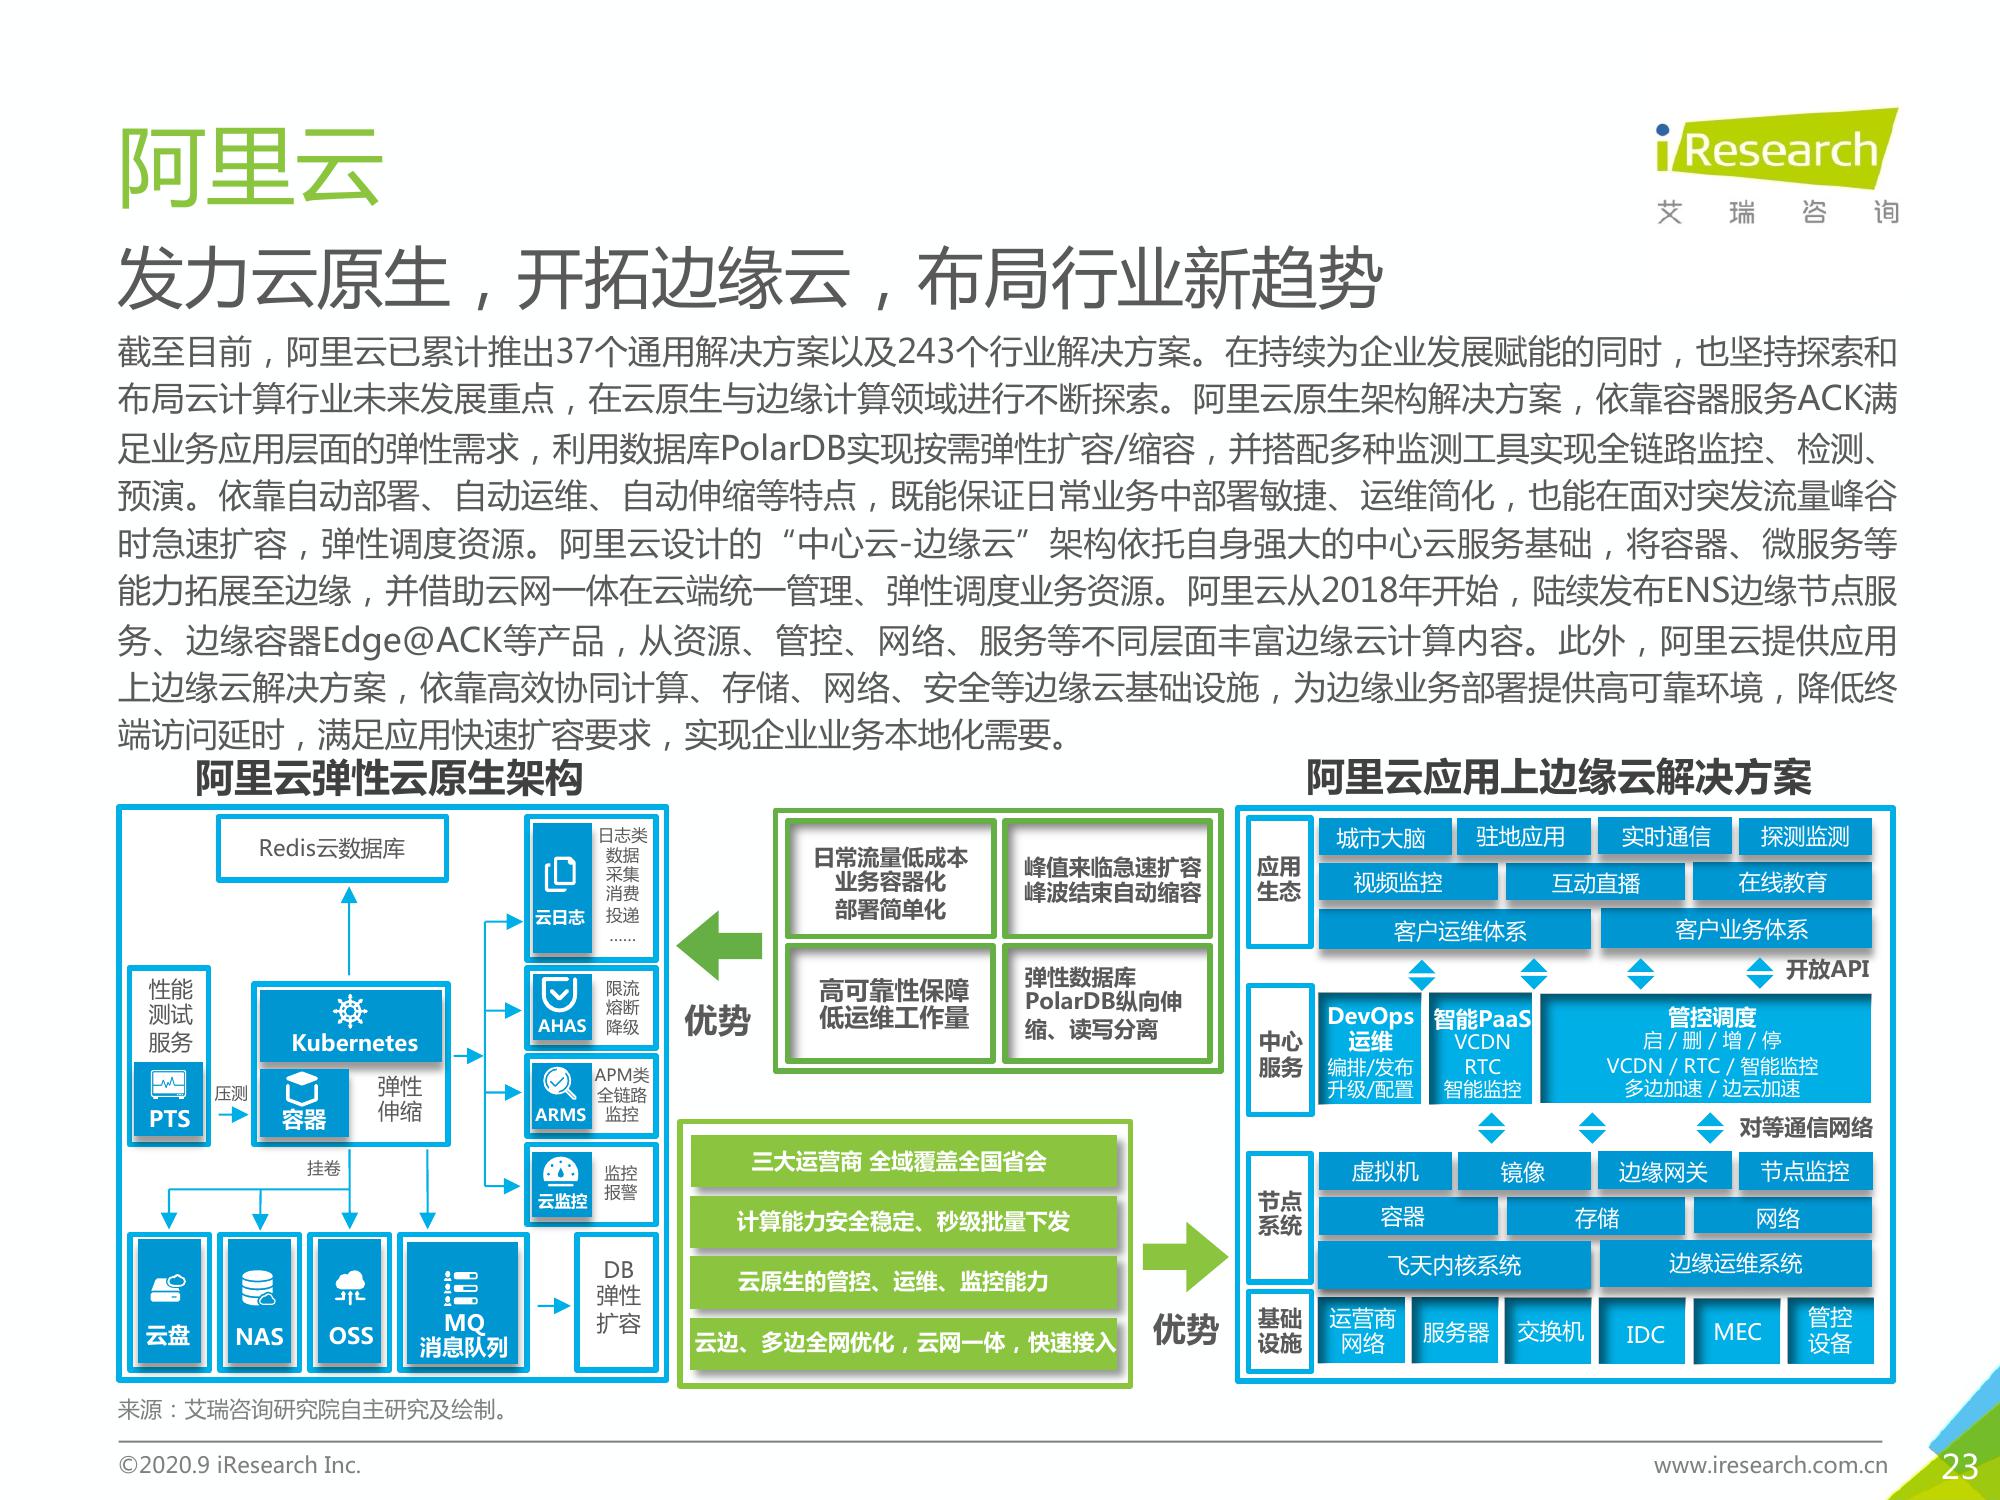 阿里云
iResearch
艾瑞咨询
发力云原生，开拓边缘云，布局行业新趋势
截至目前，阿里云已累计推出37个通用解决方案以及243个行业解决方案。在持续为企业发展赋能的同时，也坚持探索和
布局云计算行业未来发展重点，在云原生与边缘计算领域进行不断探索。阿里云原生架构解决方案，依靠容器服务ACK满
足业务应用层面的弹性需求，利用数据库PolarDB实现按需弹性扩容/缩容，并搭配多种监测工具实现全链路监控、检测、
预演。依靠自动部署、自动运维、自动伸缩等特点，既能保证日常业务中部署敏捷、运维简化，也能在面对突发流量峰谷
时急速扩容，弹性调度资源。阿里云设计的“中心云-边缘云”架构依托自身强大的中心云服务基础，将容器、微服务等
能力拓展至边缘，并借助云网一体在云端统一管理、弹性调度业务资源。阿里云从2018年开始，陆续发布ENS边缘节点服
务、边缘容器Edge@ACK等产品，从资源、管控、网络、服务等不同层面丰富边缘云计算内容。此外，阿里云提供应用
上边缘云解决方案，依靠高效协同计算、存储、网络、安全等边缘云基础设施，为边缘业务部署提供高可靠环境，降低终
端访问延时，满足应用快速扩容要求，实现企业业务本地化需要。
阿里云弹性云原生架构
Redis云数据库
云日志
日志类
数据
采集
消费
投递
……
性能
测试
服务
PTS
压测
Kubernetes
容器
弹性
伸缩
AHAS
限流
熔断
降级
ARMS
APM类
全链路
监控
云监控
监控
报警
挂卷
云盘
NAS
OSS
MQ
消息队列
DB
弹性
扩容
优势
日常流量低成本
业务容器化
部署简单化
峰值来临急速扩容
峰波结束自动缩容
高可靠性保障
低运维工作量
弹性数据库
PolarDB纵向伸
缩、读写分离
三大运营商 全域覆盖全国省会
计算能力安全稳定、秒级批量下发
云原生的管控、运维、监控能力
云边、多边全网优化，云网一体，快速接入
优势
阿里云应用上边缘云解决方案
应用
生态
城市大脑
驻地应用
实时通信
探测监测
视频监控
互动直播
在线教育
客户运维体系
客户业务体系
开放API
中心
服务
DevOps
运维
编排/发布
升级/配置
智能PaaS
VCDN
RTC
智能监控
管控调度
启 / 删 / 增 / 停
VCDN / RTC / 智能监控
多边加速 / 边云加速
对等通信网络
节点
系统
虚拟机
镜像
边缘网关
节点监控
容器
存储
网络
飞天内核系统
边缘运维系统
基础
设施
运营商
网络
服务器
交换机
IDC
MEC
管控
设备
来源：艾瑞咨询研究院自主研究及绘制。
©2020.9 iResearch Inc.
www.iresearch.com.cn
23